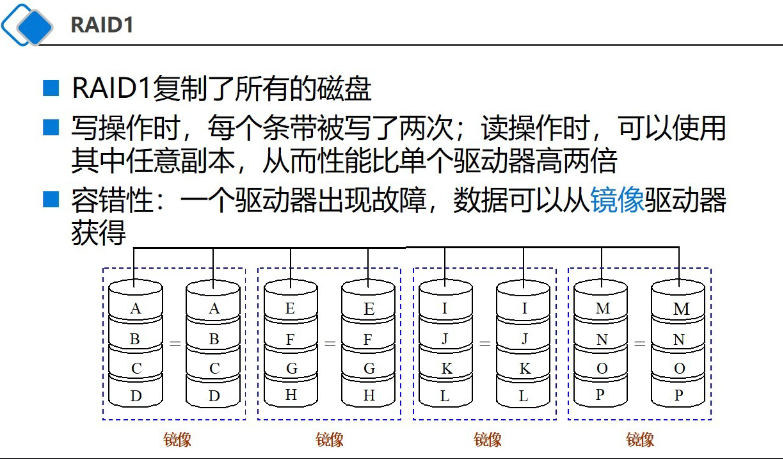 RAID1
RAID1复制了所有的磁盘
写操作时，每个条带被写了两次；读操作时，可以使用
其中任意副本，从而性能比单个驱动器高两倍
容错性：一个驱动器出现故障，数据可以从镜像驱动器
获得
A A E E I I M M
B = B F = F J = J N = N
C C G G K K O O
D D H H L L P P
镜像 镜像 镜像 镜像